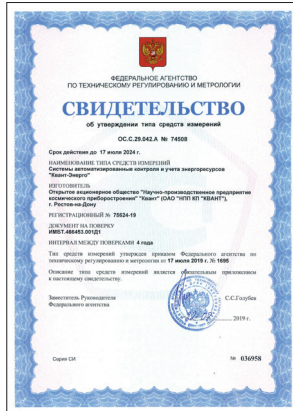 ФЕДЕРАЛЬНОЕ АГЕНТСТВО
ПО ТЕХНИЧЕСКОМУ РЕГУЛИРОВАНИЮ И МЕТРОЛОГИИ
СВИДЕТЕЛЬСТВО
об утверждении типа средств измерений
ОС.С.29.042.А № 74508
Срок действия до 17 июля 2024 г.
НАИМЕНОВАНИЕ ТИПА СРЕДСТВ ИЗМЕРЕНИЙ
Системы автоматизированные контроля и учета энергоресурсов
"Квант-Энерго"
ИЗГОТОВИТЕЛЬ
Открытое акционерное общество "Научно-производственное предприятие
космического приборостроения" "Квант" (ОАО "НПП КП "КВАНТ"),
г. Ростов-на-Дону
РЕГИСТРАЦИОННЫЙ № 75624-19
ДОКУМЕНТ НА ПОВЕРКУ
ИМБТ.466453.001Д1
ИНТЕРВАЛ МЕЖДУ ПОВЕРКАМИ 4 года
Тип средств измерений утвержден приказом Федерального агентства по
техническому регулированию и метрологии от 17 июля 2019 г. № 1695
Описание типа средств измерений является обязательным приложением
к настоящему свидетельству.
Заместитель Руководителя С.С.Голубев
Федерального агентства
2019 г.
Серия СИ № 036958